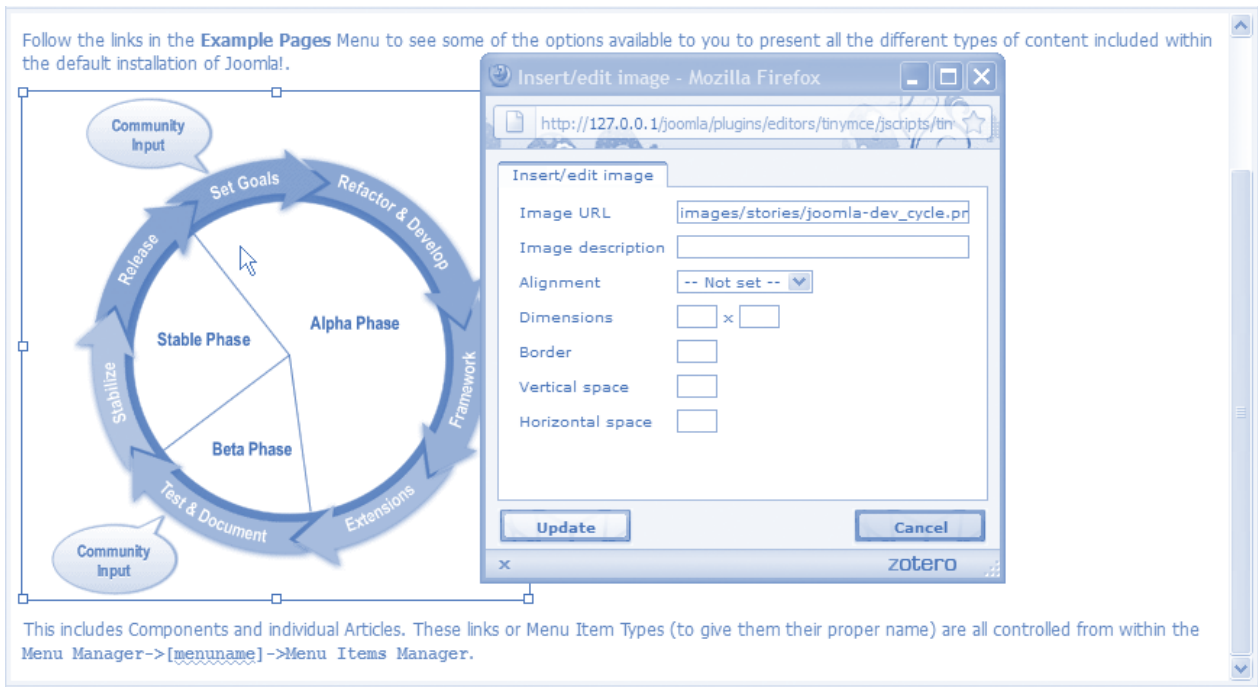 Follow the links in the Example Pages Menu to see some of the options available to you to present all the different types of content included within
the default installation of Joomla!.
Community
Input
Set Goals
Refactor & Develop
Release
Alpha Phase
Stable Phase
Stabilize
Framework
Beta Phase
Test & Document
Extensions
Community
Input
Insert/edit image - Mozilla Firefox
http://127.0.0.1/joomla/plugins/editors/tinymce/jscripts/tin
Insert/edit image
Image URL images/stories/joomla-dev_cycle.pn
Image description
Alignment -- Not set --
Dimensions x
Border
Vertical space
Horizontal space
Update Cancel
x zotero
This includes Components and individual Articles. These links or Menu Item Types (to give them their proper name) are all controlled from within the
Menu Manager->[menuname]->Menu Items Manager.